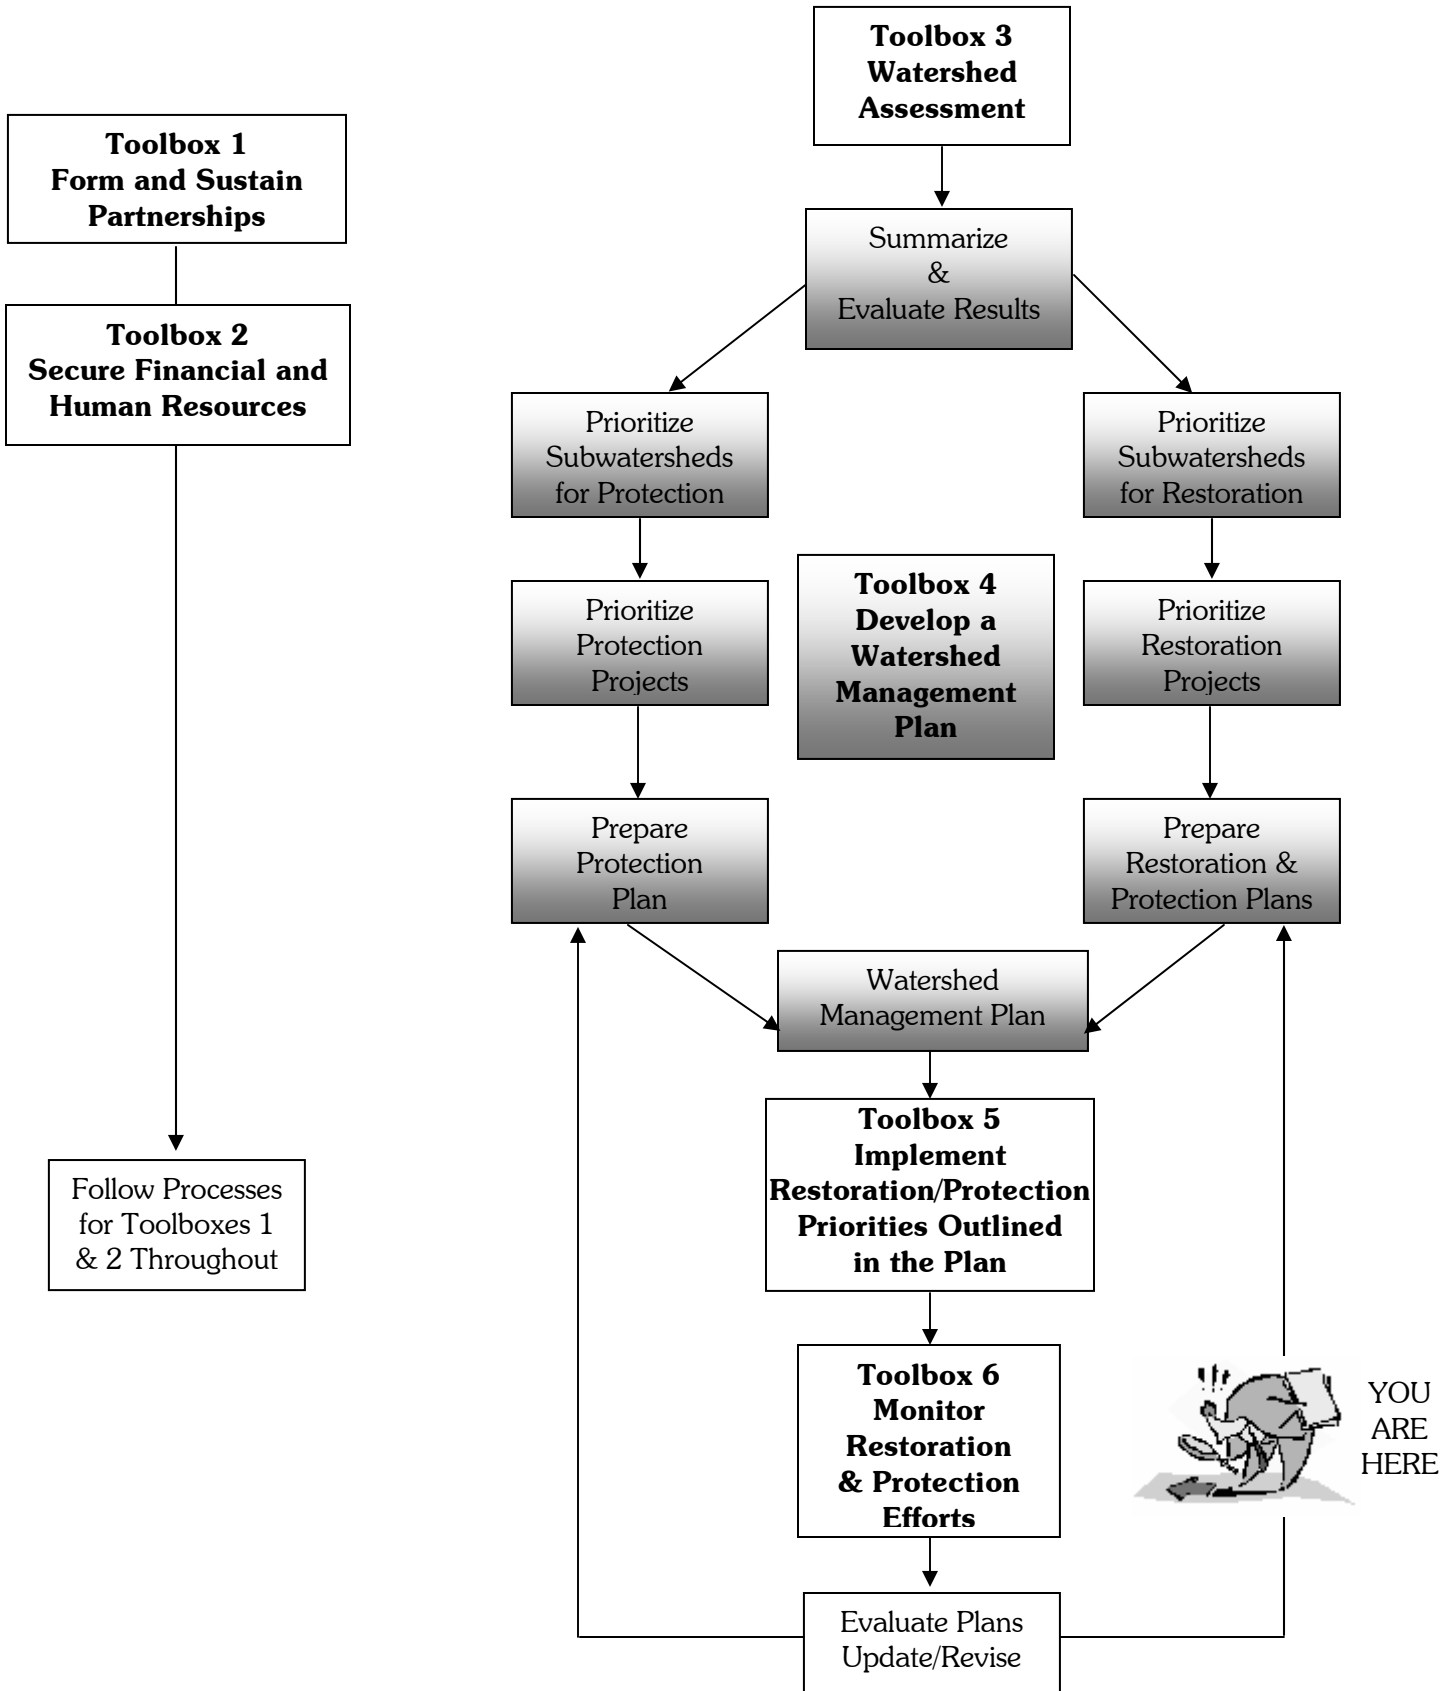 Toolbox 3
Watershed
Assessment
Toolbox 1
Form and Sustain
Partnerships
Summarize
&
Evaluate Results
Toolbox 2
Secure Financial and
Human Resources
Prioritize
Subwatersheds
for Protection
Prioritize
Subwatersheds
for Restoration
Prioritize
Protection
Projects
Toolbox 4
Develop a
Watershed
Management
Plan
Prioritize
Restoration
Projects
Prepare
Protection
Plan
Prepare
Restoration &
Protection Plans
Watershed
Management Plan
Toolbox 5
Implement
Restoration/Protection
Priorities Outlined
in the Plan
Follow Processes
for Toolboxes 1
& 2 Throughout
Toolbox 6
Monitor
Restoration
& Protection
Efforts
YOU
ARE
HERE
Evaluate Plans
Update/Revise